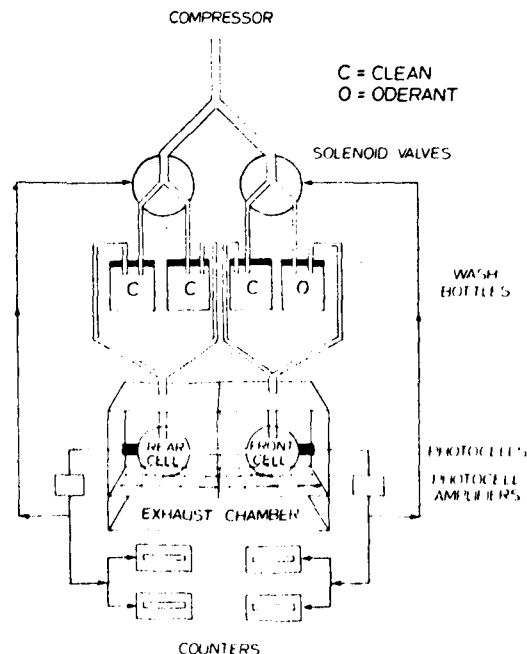 COMPRESSOR
C = CLEAN
O = ODERANT
SOLENOID VALVES
C
C
C
O
WASH
BOTTLES
REAR
CELL
FRONT
CELL
PHOTOCELLS
PHOTOCELL
AMPLIFIERS
EXHAUST CHAMBER
COUNTERS